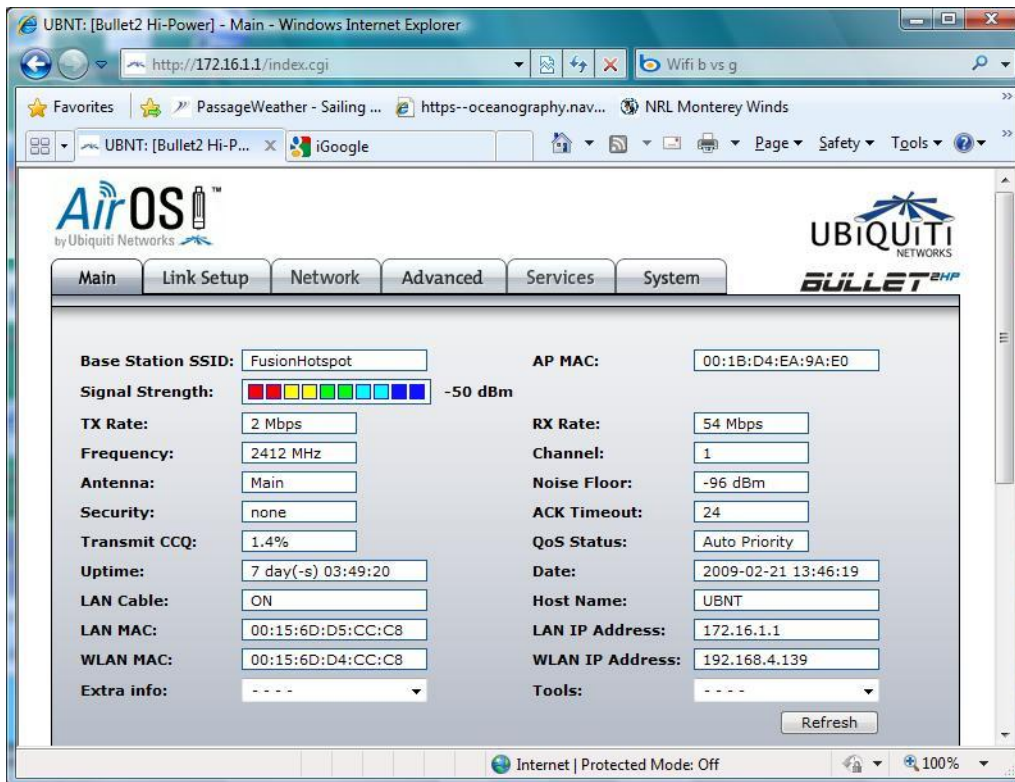 UBNT: [Bullet2 Hi-Power] - Main - Windows Internet Explorer
http://172.16.1.1/index.cgi
Wifi b vs g
Favorites PassageWeather - Sailing ... https--oceanography.nav... NRL Monterey Winds
UBNT: [Bullet2 Hi-P... iGoogle Page Safety Tools
AirOS™
by Ubiquiti Networks
UBiQUiTi
NETWORKS
Main Link Setup Network Advanced Services System BULLET2HP
Base Station SSID: FusionHotspot AP MAC: 00:1B:D4:EA:9A:E0
Signal Strength: -50 dBm
TX Rate: 2 Mbps RX Rate: 54 Mbps
Frequency: 2412 MHz Channel: 1
Antenna: Main Noise Floor: -96 dBm
Security: none ACK Timeout: 24
Transmit CCQ: 1.4% QoS Status: Auto Priority
Uptime: 7 day(-s) 03:49:20 Date: 2009-02-21 13:46:19
LAN Cable: ON Host Name: UBNT
LAN MAC: 00:15:6D:D5:CC:C8 LAN IP Address: 172.16.1.1
WLAN MAC: 00:15:6D:D4:CC:C8 WLAN IP Address: 192.168.4.139
Extra info: - - - - Tools: - - - -
Refresh
Internet | Protected Mode: Off 100%